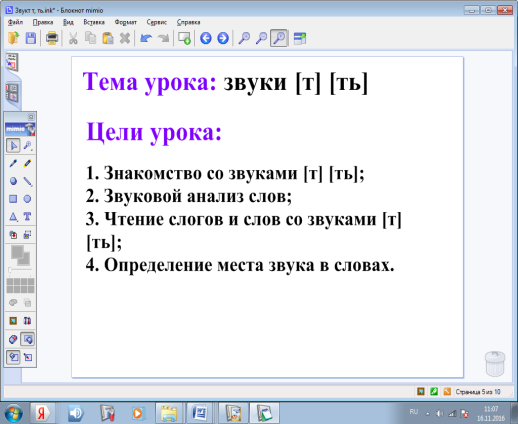 Звукт т, ть.ink* - Блокнот mimio
Файл Правка Вид Вставка Формат Сервис Справка
Тема урока: звуки [т] [ть]
Цели урока:
1. Знакомство со звуками [т] [ть];
2. Звуковой анализ слов;
3. Чтение слогов и слов со звуками [т]
[ть];
4. Определение места звука в словах.
mimio
Страница 5 из 10
RU
11:07
16.11.2016